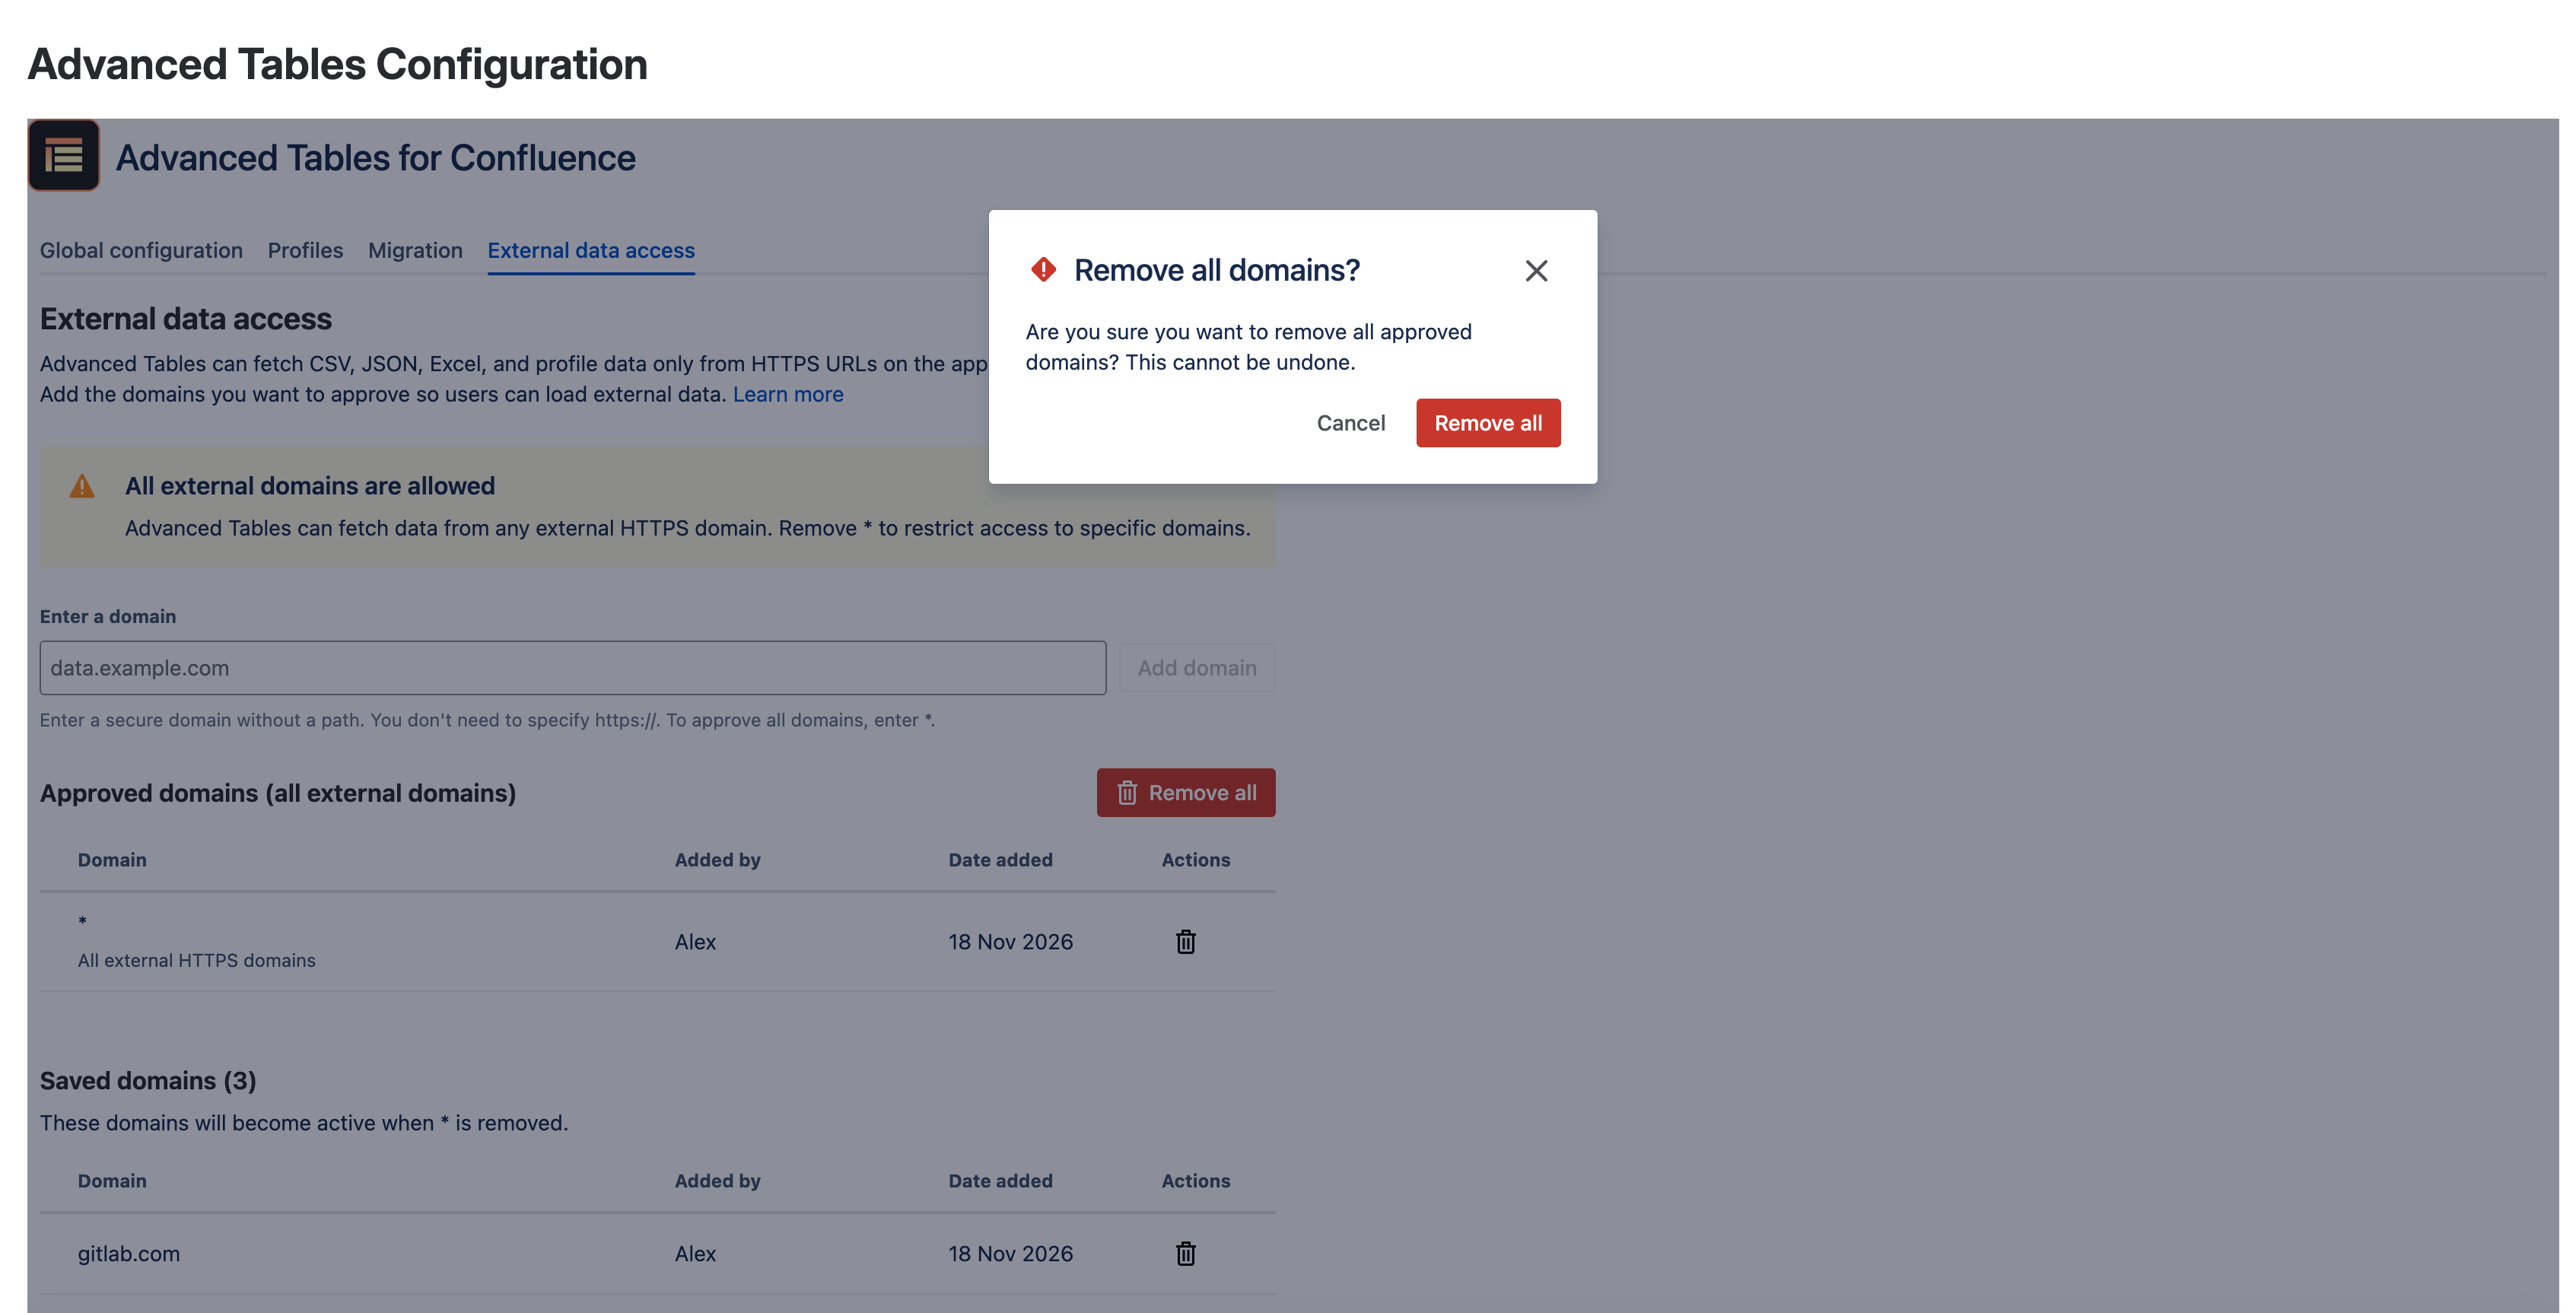 Advanced Tables Configuration
Advanced Tables for Confluence
Global configuration Profiles Migration External data access
External data access
Advanced Tables can fetch CSV, JSON, Excel, and profile data only from HTTPS URLs on the
Add the domains you want to approve so users can load external data. Learn more
Remove all domains?
Are you sure you want to remove all approved
domains? This cannot be undone.
Cancel Remove all
All external domains are allowed
Advanced Tables can fetch data from any external HTTPS domain. Remove * to restrict access to specific domains.
Enter a domain
data.example.com Add domain
Enter a secure domain without a path. You don't need to specify https://. To approve all domains, enter *.
Approved domains (all external domains) Remove all
Domain Added by Date added Actions
*
All external HTTPS domains Alex 18 Nov 2026
Saved domains (3)
These domains will become active when * is removed.
Domain Added by Date added Actions
gitlab.com Alex 18 Nov 2026